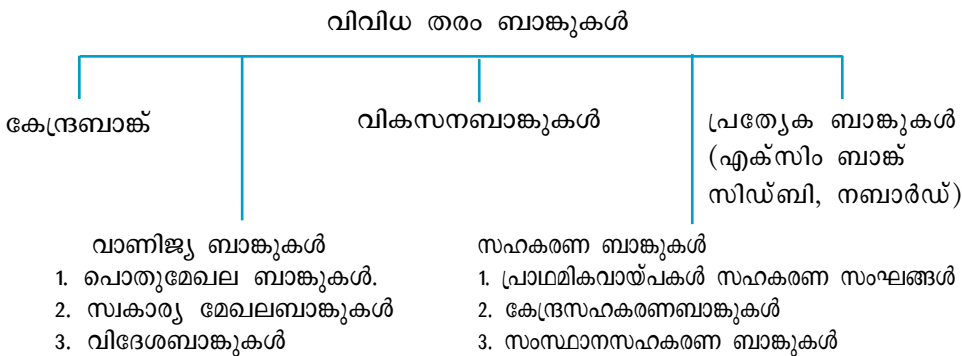 വിവിധ തരം ബാങ്കുകൾ
കേന്ദ്രബാങ്ക്
വികസനബാങ്കുകൾ
പ്രത്യേക ബാങ്കുകൾ
(എക്സിം ബാങ്ക്
സിഡ്ബി, നബാർഡ്)
വാണിജ്യ ബാങ്കുകൾ
1. പൊതുമേഖല ബാങ്കുകൾ.
2. സ്വകാര്യ മേഖലബാങ്കുകൾ
3. വിദേശബാങ്കുകൾ
സഹകരണ ബാങ്കുകൾ
1. പ്രാഥമികവായ്പകൾ സഹകരണ സംഘങ്ങൾ
2. കേന്ദ്രസഹകരണബാങ്കുകൾ
3. സംസ്ഥാനസഹകരണ ബാങ്കുകൾ